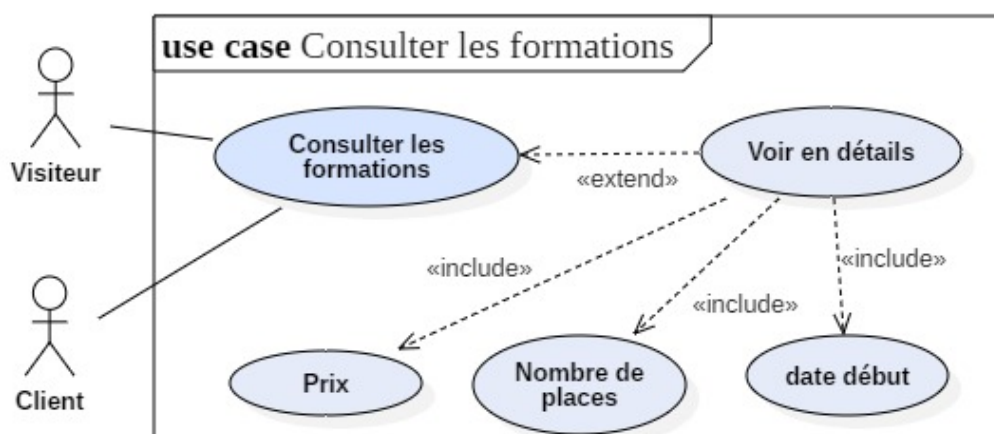 use case Consulter les formations
Visiteur
Consulter les
formations
Voir en détails
«extend»
«include»
«include»
«include»
Client
Prix
Nombre de
places
date début